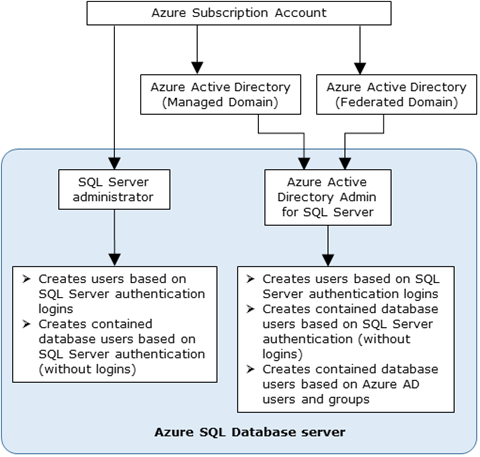 Azure Subscription Account
Azure Active Directory
(Managed Domain)
Azure Active Directory
(Federated Domain)
SQL Server
administrator
Azure Active
Directory Admin
for SQL Server
➢ Creates users based on
SQL Server authentication
logins
➢ Creates contained
database users based on
SQL Server authentication
(without logins)
➢ Creates users based on SQL
Server authentication logins
➢ Creates contained database
users based on SQL Server
authentication (without
logins)
➢ Creates contained database
users based on Azure AD
users and groups
Azure SQL Database server